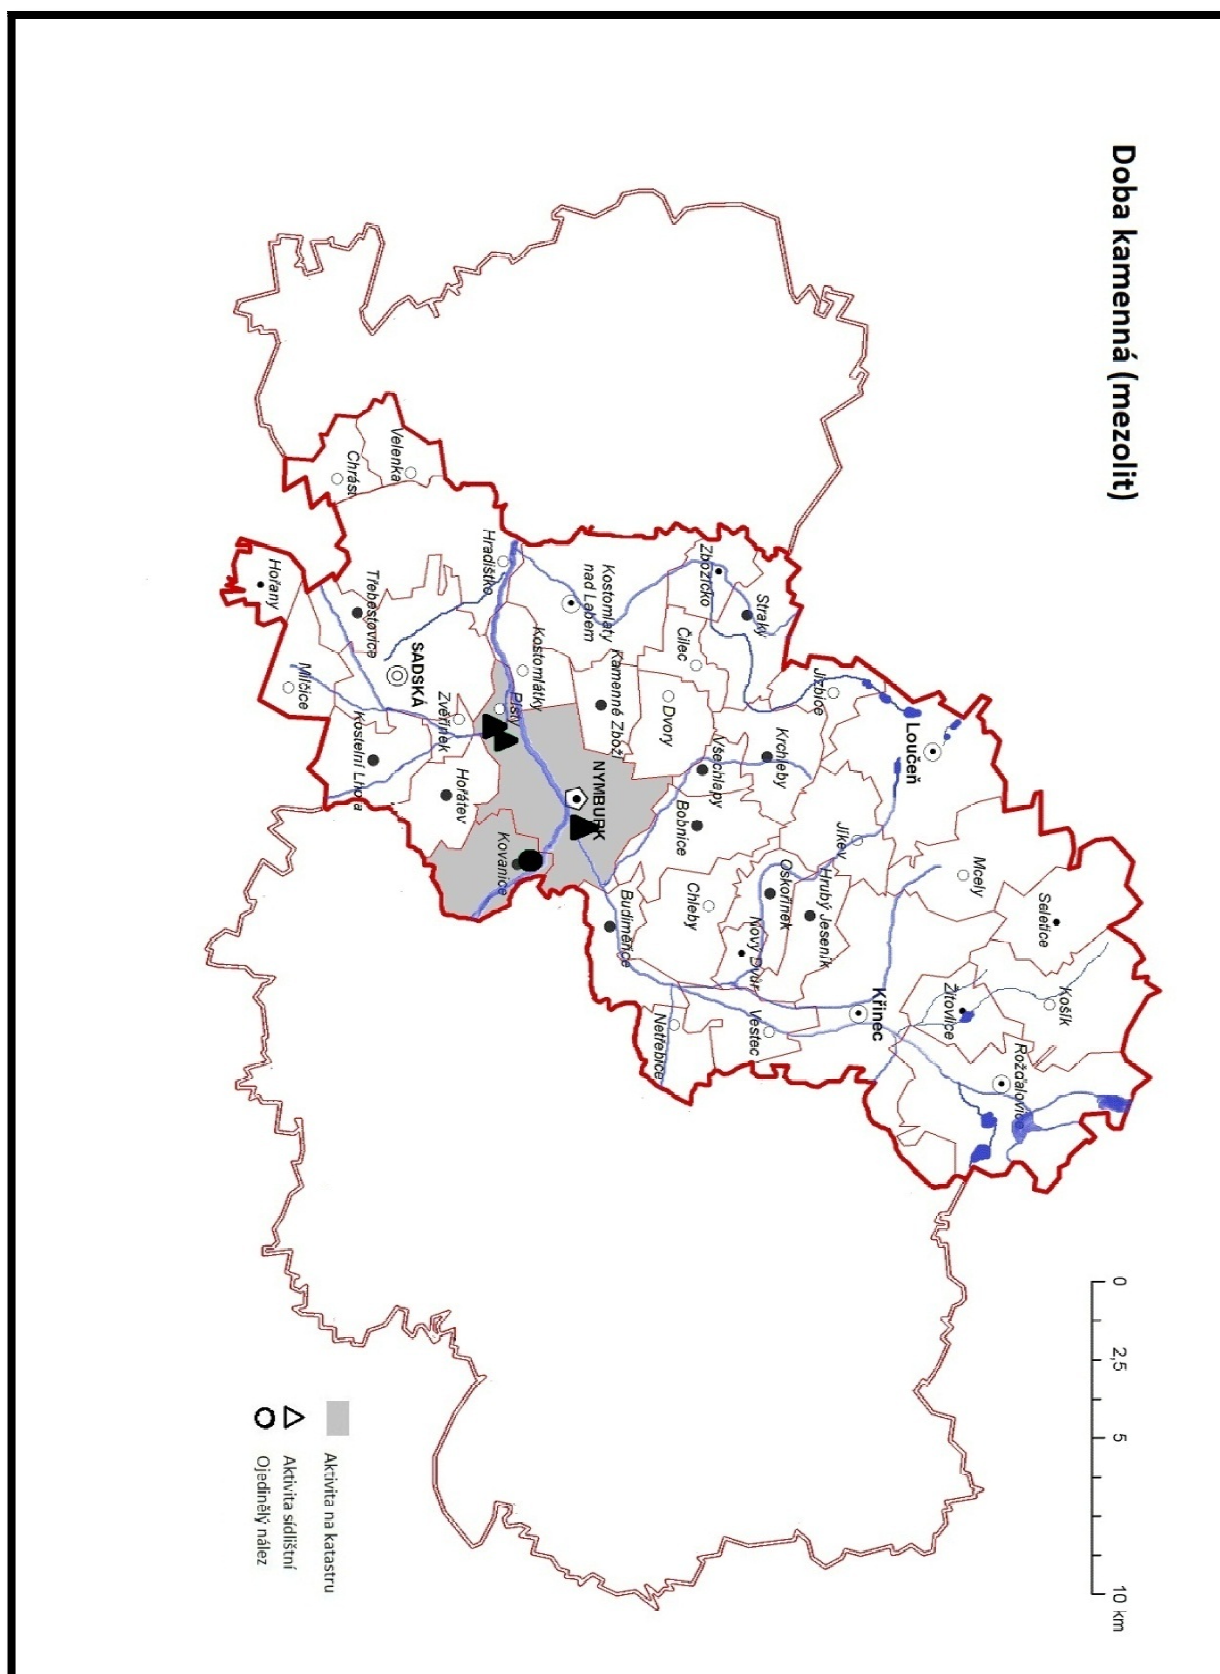 Doba kamenná (mezolit)
Seletice
Košík
Mcely
Žitovlice
Rožďalovice
Loučeň
Jíkev
Křinec
Jizbice
Krchleby
Hrubý Jeseník
Oskořínek
Nový Dvůr
Vestec
Straky
Zbožíčko
Čilec
Všechlapy
Dvory
Bobnice
Chleby
Netřebice
Kostomlaty
nad Labem
Kamenné Zboží
Budiměřice
NYMBURK
Kostomlátky
Písty
Hradištko
Kovanice
Zvěřínek
Hořátev
SADSKÁ
Velenka
Chrást
Třebestovice
Kostelní Lhota
Milčice
Hořany
0
2,5
5
10 km
Aktivita na katastru
Aktivita sídlištní
Ojedinělý nález